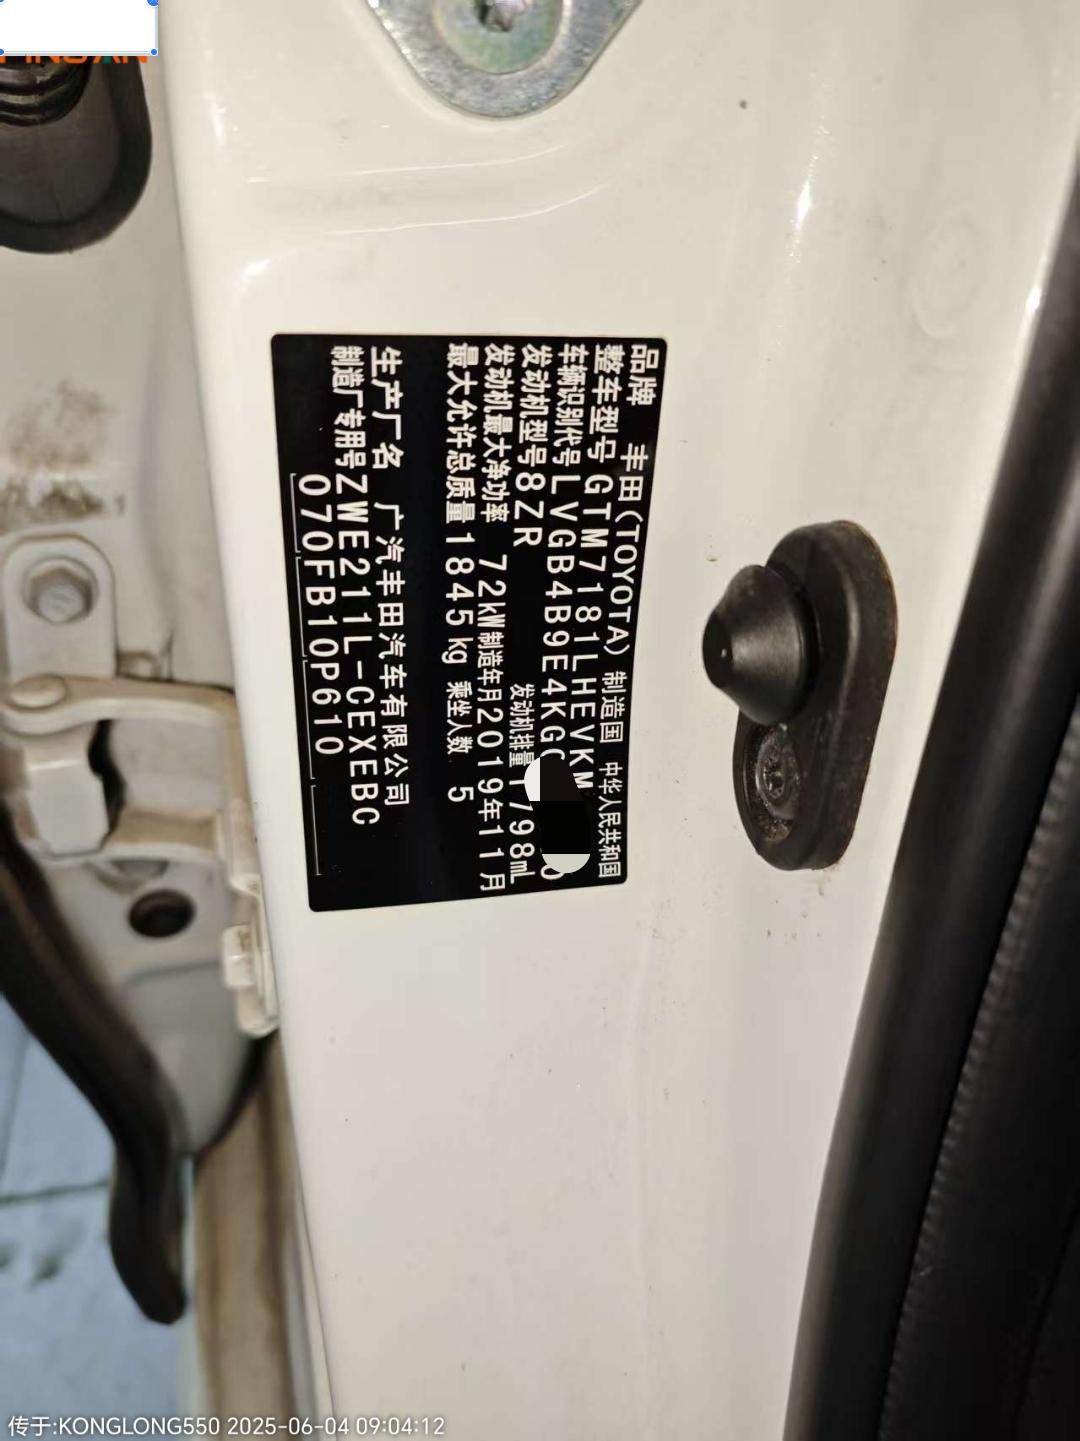 品牌 丰田(TOYOTA) 制造国 中华人民共和国
整车型号 GTM7181LHEVKM
车辆识别代号 LVGB4B9E4KG
发动机型号 8ZR 发动机排量 1798mL
发动机最大净功率 72kW 制造年月 2019年11月
最大允许总质量 1845kg 乘坐人数 5
生产厂名 广汽丰田汽车有限公司
制造厂专用号 ZWE211L-CEXEBC
070FB10P610
传于:KONGLONG550 2025-06-04 09:04:12